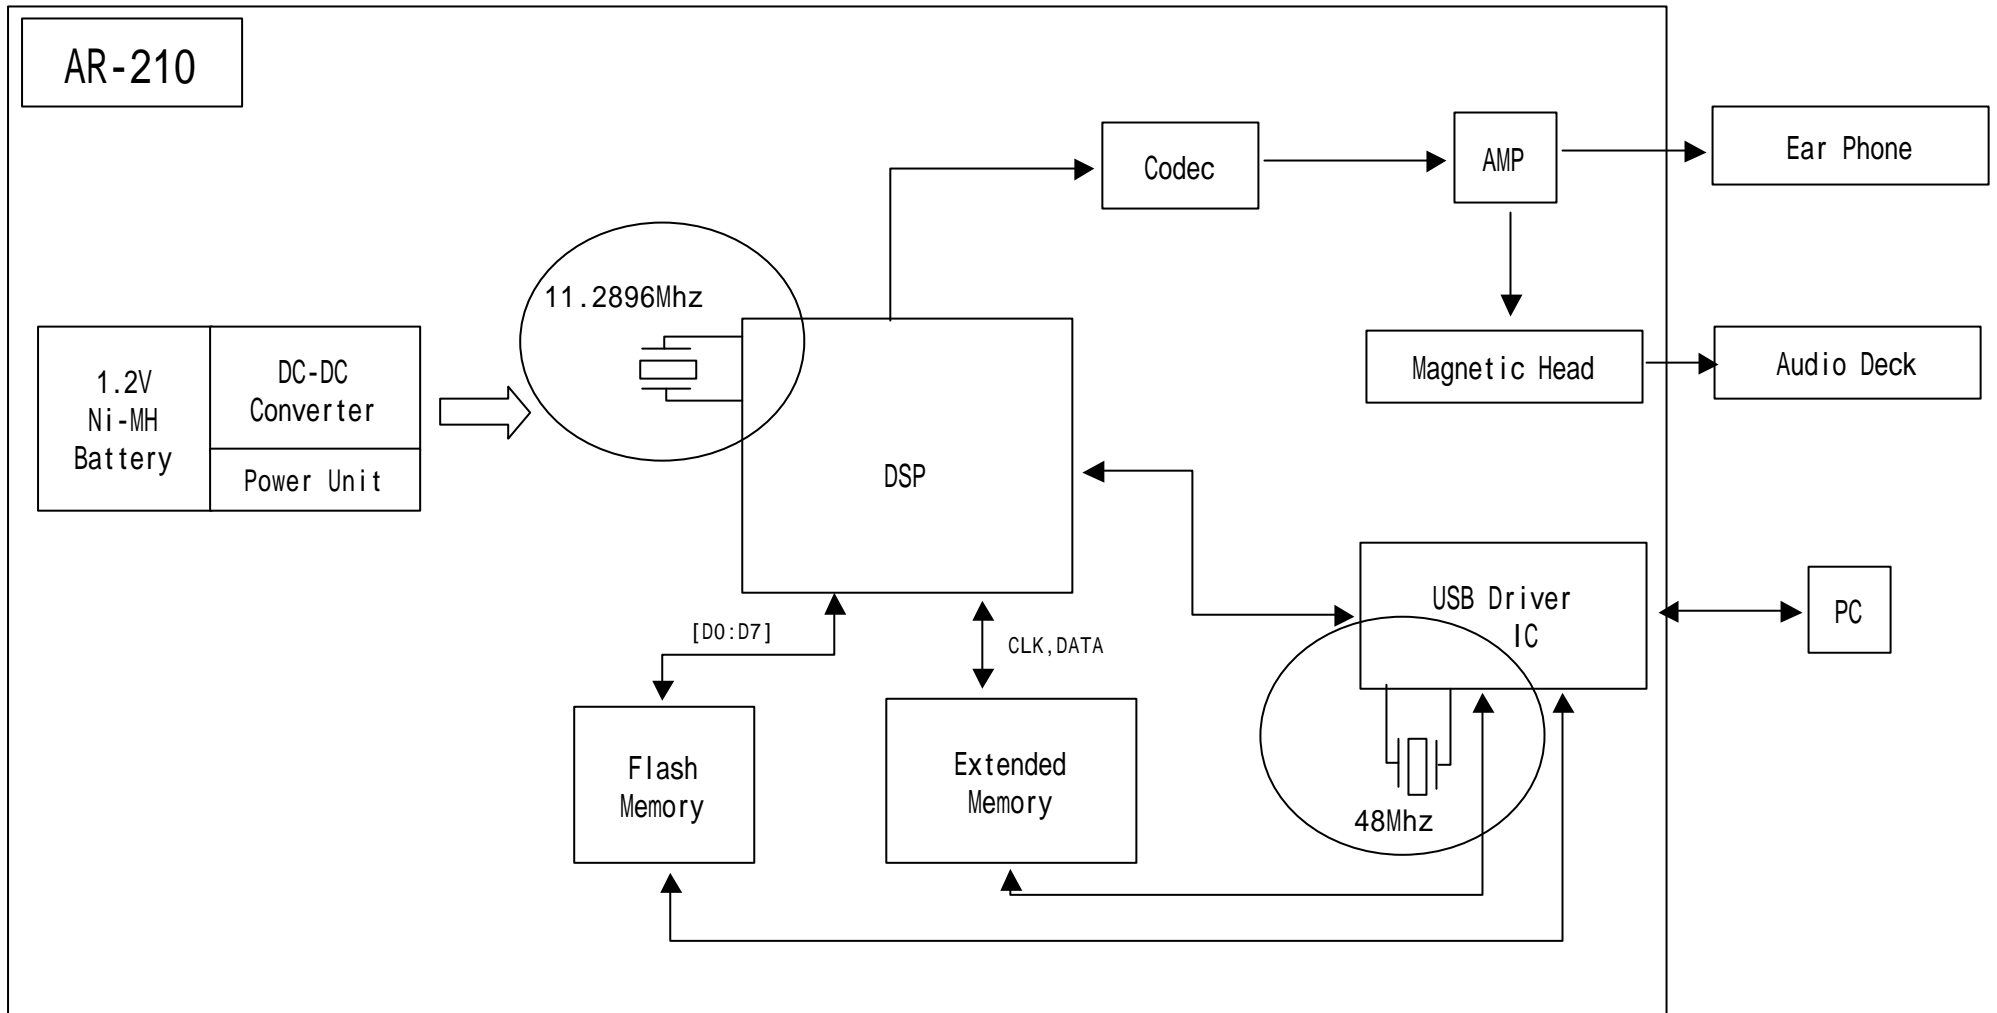 AR-210
Codec
AMP
Ear Phone
11.2896Mhz
1.2V
Ni-MH
Battery
DC-DC
Converter
Power Unit
Magnetic Head
Audio Deck
DSP
USB Driver
IC
PC
[D0:D7]
CLK,DATA
Flash
Memory
Extended
Memory
48Mhz